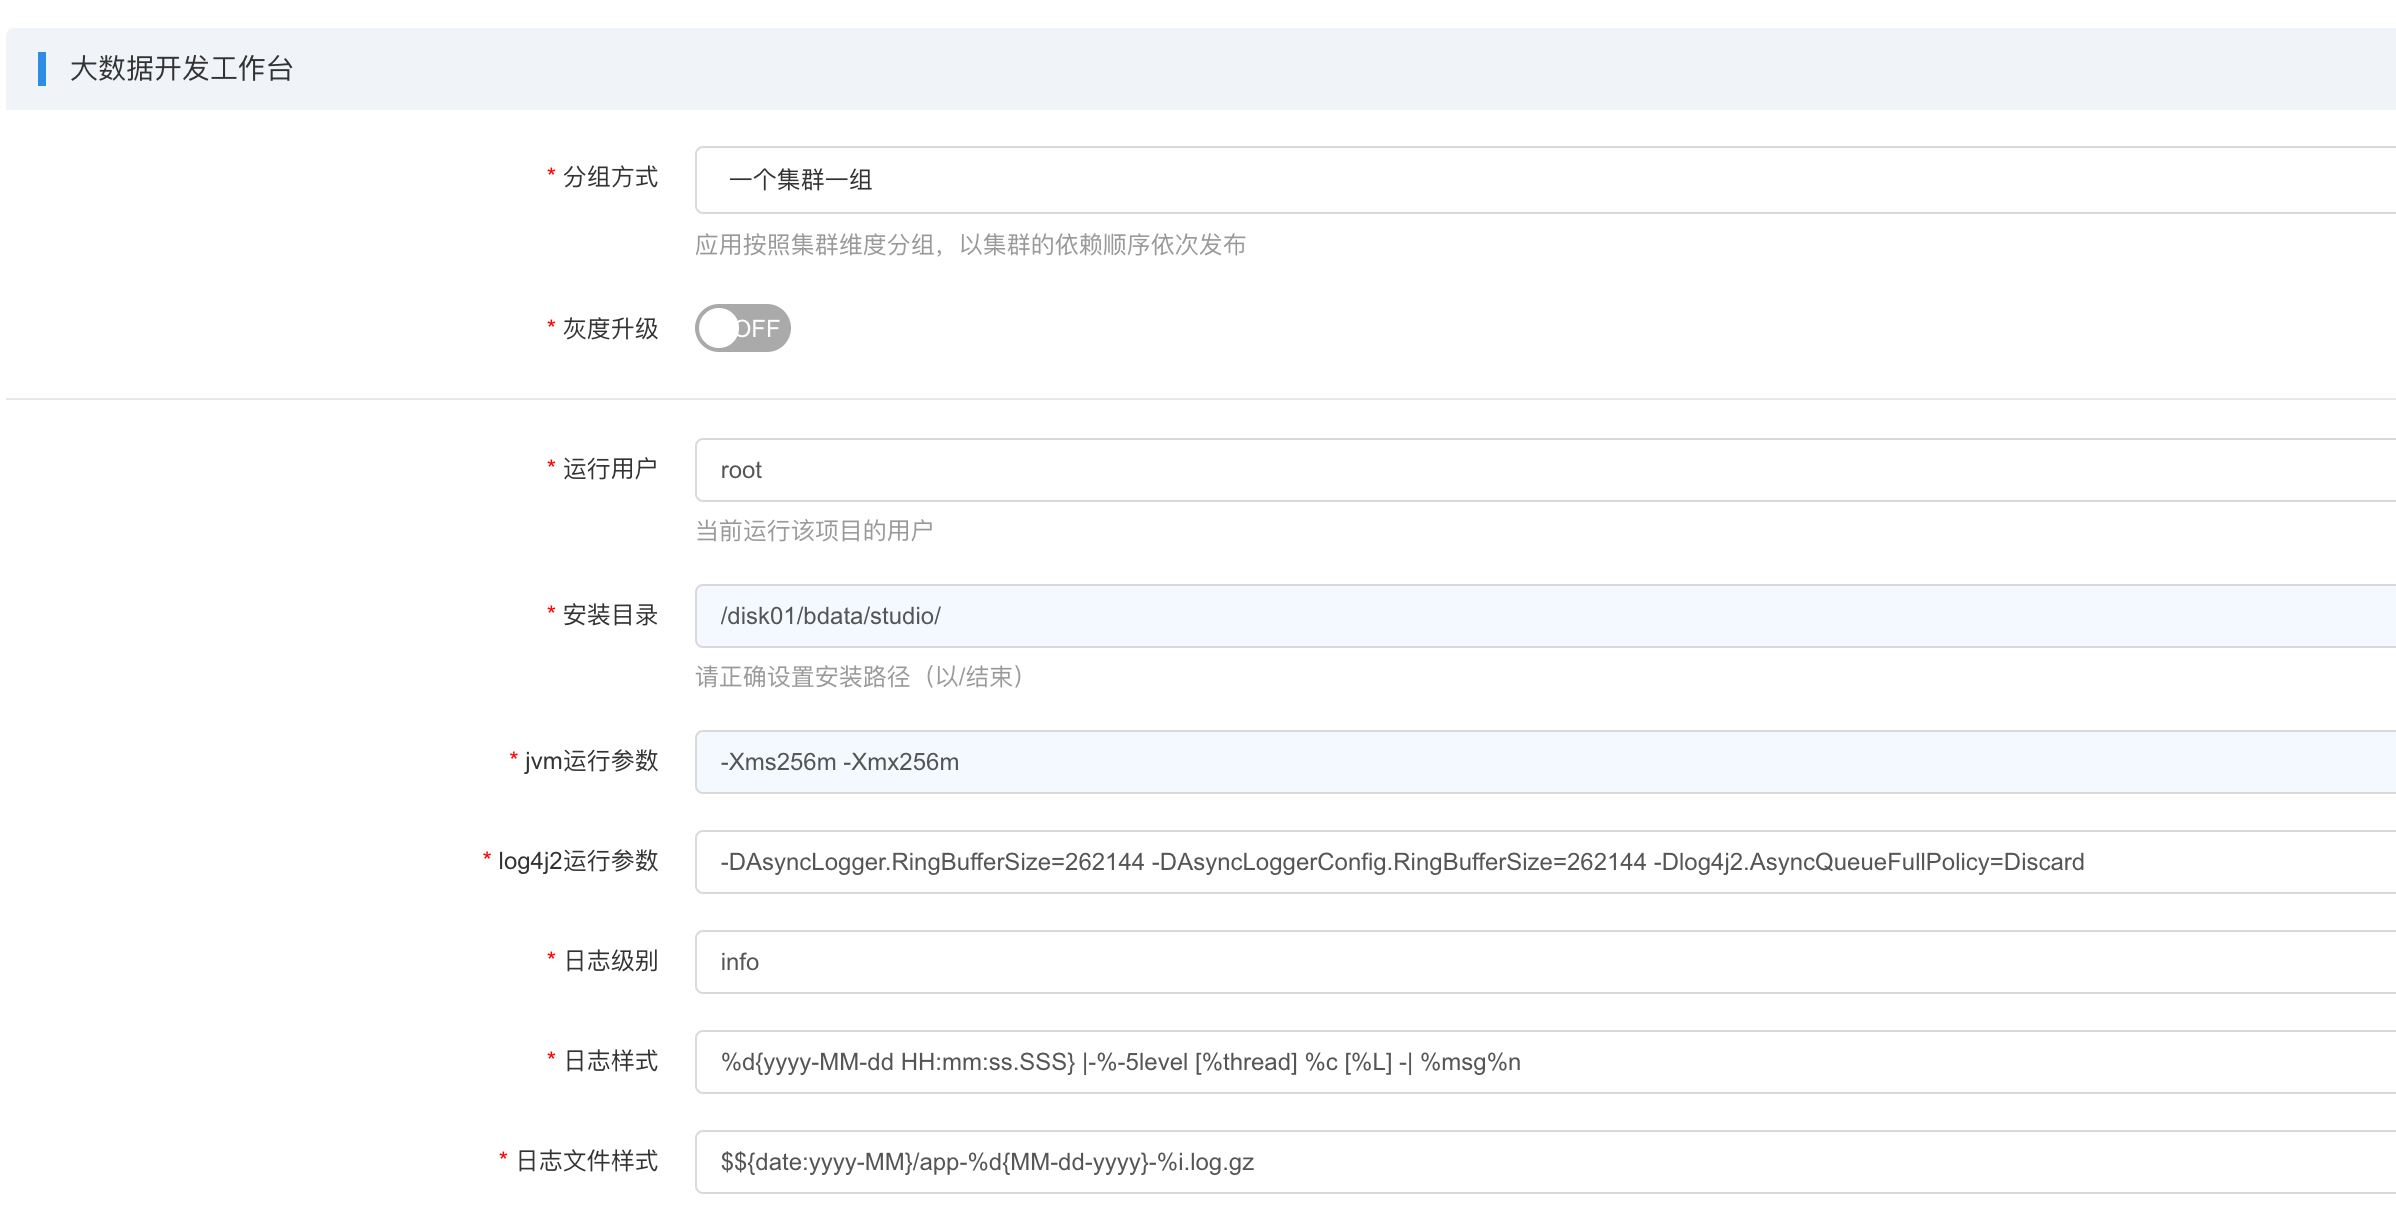 大数据开发工作台
* 分组方式
一个集群一组
应用按照集群维度分组，以集群的依赖顺序依次发布
* 灰度升级
OFF
* 运行用户
root
当前运行该项目的用户
* 安装目录
/disk01/bdata/studio/
请正确设置安装路径（以/结束）
* jvm运行参数
-Xms256m -Xmx256m
* log4j2运行参数
-DAsyncLogger.RingBufferSize=262144 -DAsyncLoggerConfig.RingBufferSize=262144 -Dlog4j2.AsyncQueueFullPolicy=Discard
* 日志级别
info
* 日志样式
%d{yyyy-MM-dd HH:mm:ss.SSS} |-%-5level [%thread] %c [%L] -| %msg%n
* 日志文件样式
$${date:yyyy-MM}/app-%d{MM-dd-yyyy}-%i.log.gz